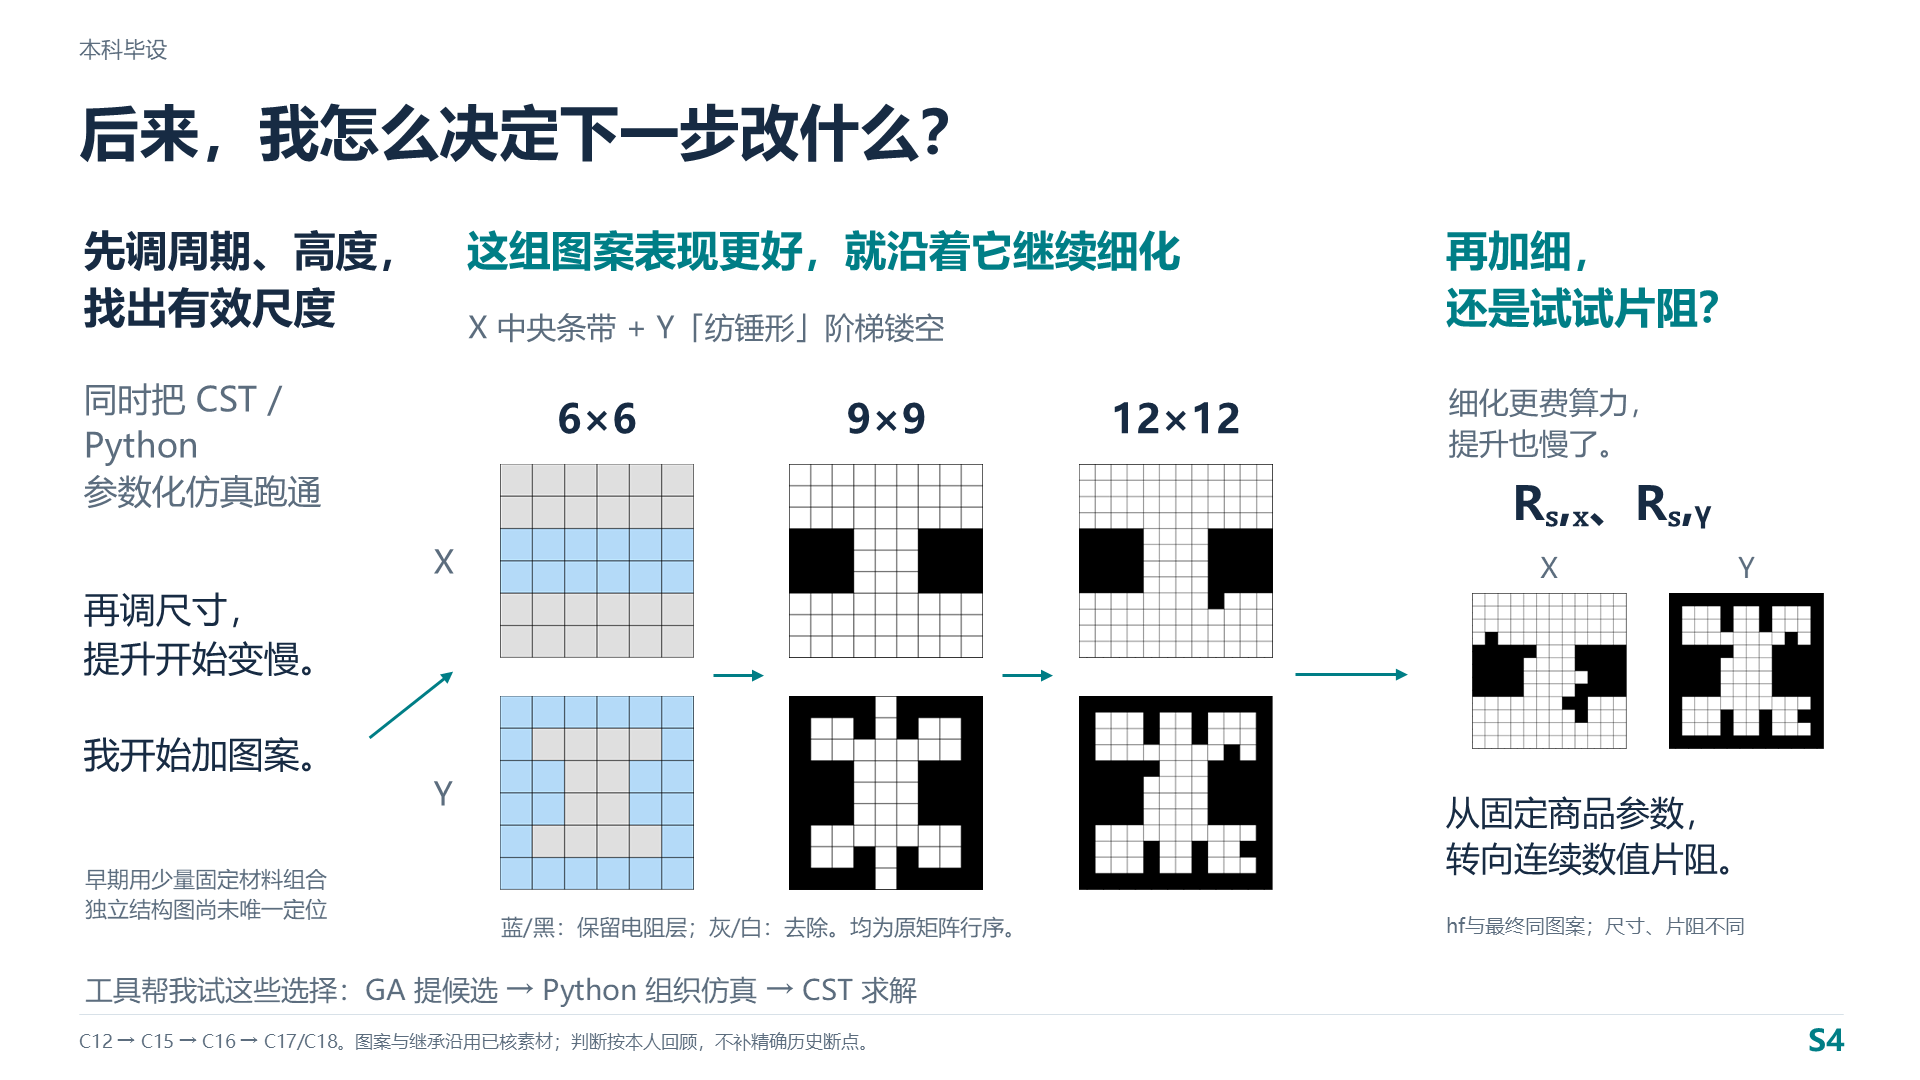 本科毕设
后来，我怎么决定下一步改什么？
先调周期、高度，
找出有效尺度
同时把 CST /
Python
参数化仿真跑通
再调尺寸，
提升开始变慢。
我开始加图案。
早期用少量固定材料组合
独立结构图尚未唯一定位
这组图案表现更好，就沿着它继续细化
X 中央条带 + Y「纺锤形」阶梯镂空
6×6
9×9
12×12
X
Y
蓝/黑：保留电阻层；灰/白：去除。均为原矩阵行序。
再加细，
还是试试片阻？
细化更费算力，
提升也慢了。
Rs,x、 Rs,y
X
Y
从固定商品参数，
转向连续数值片阻。
hf与最终同图案；尺寸、片阻不同
工具帮我试这些选择：GA 提候选 → Python 组织仿真 → CST 求解
C12 → C15 → C16 → C17/C18。图案与继承沿用已核素材；判断按本人回顾，不补精确历史断点。
S4